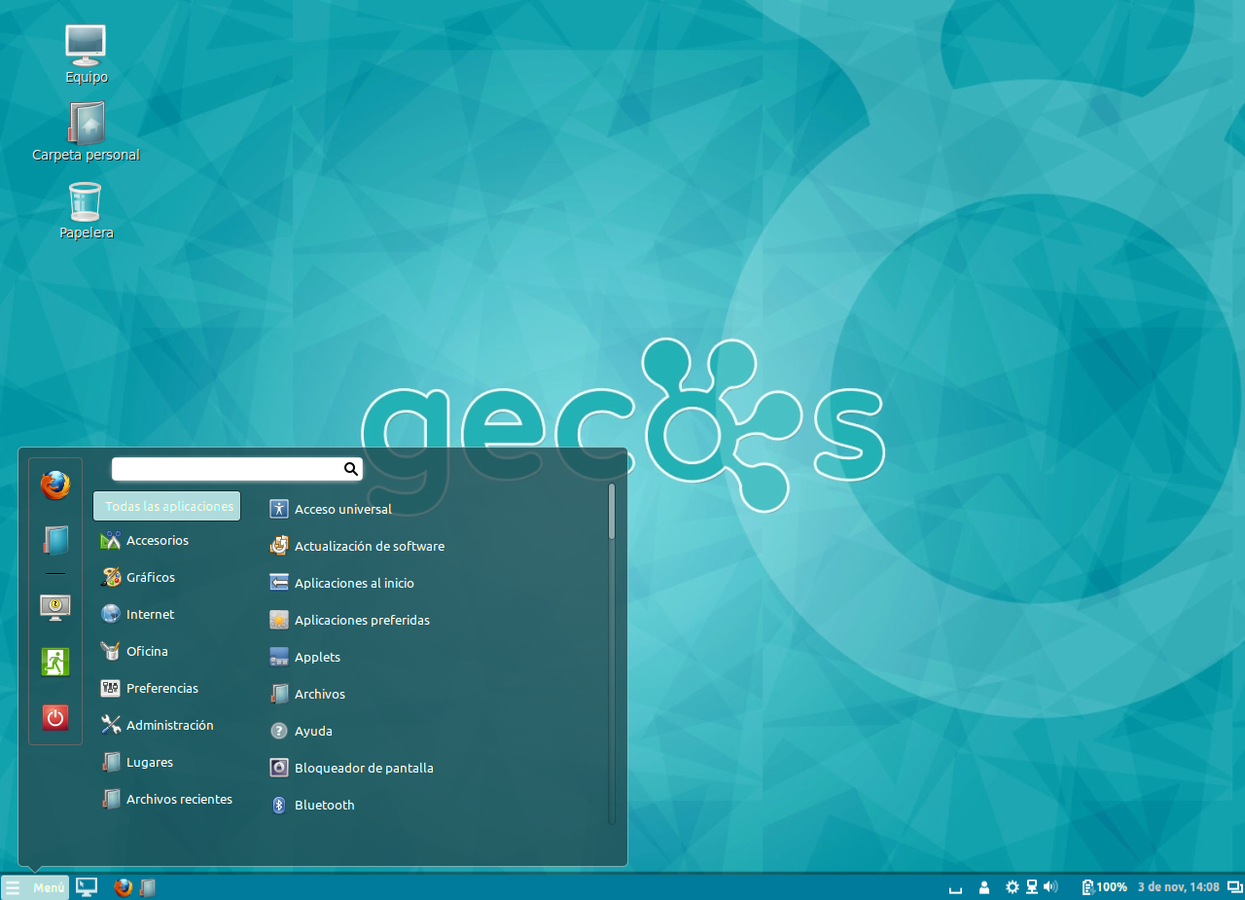 Equipo
Carpeta personal
Papelera
gecos
Todas las aplicaciones
Accesorios
Gráficos
Internet
Oficina
Preferencias
Administración
Lugares
Archivos recientes
Acceso universal
Actualización de software
Aplicaciones al inicio
Aplicaciones preferidas
Applets
Archivos
Ayuda
Bloqueador de pantalla
Bluetooth
Menú
100%
3 de nov, 14:08